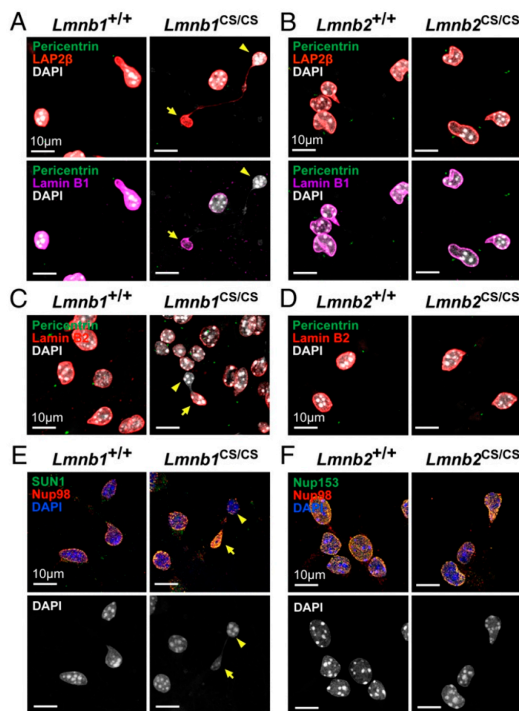 A Lmnb1+/+ Lmnb1CS/CS B Lmnb2+/+ Lmnb2CS/CS
Pericentrin
LAP2β
DAPI
10µm
Pericentrin
LAP2β
DAPI
10µm
Pericentrin
Lamin B1
DAPI
Pericentrin
Lamin B1
DAPI
C Lmnb1+/+ Lmnb1CS/CS D Lmnb2+/+ Lmnb2CS/CS
Pericentrin
Lamin B2
DAPI
10µm
Pericentrin
Lamin B2
DAPI
10µm
E Lmnb1+/+ Lmnb1CS/CS F Lmnb2+/+ Lmnb2CS/CS
SUN1
Nup98
DAPI
10µm
Nup153
Nup98
DAPI
10µm
DAPI
DAPI